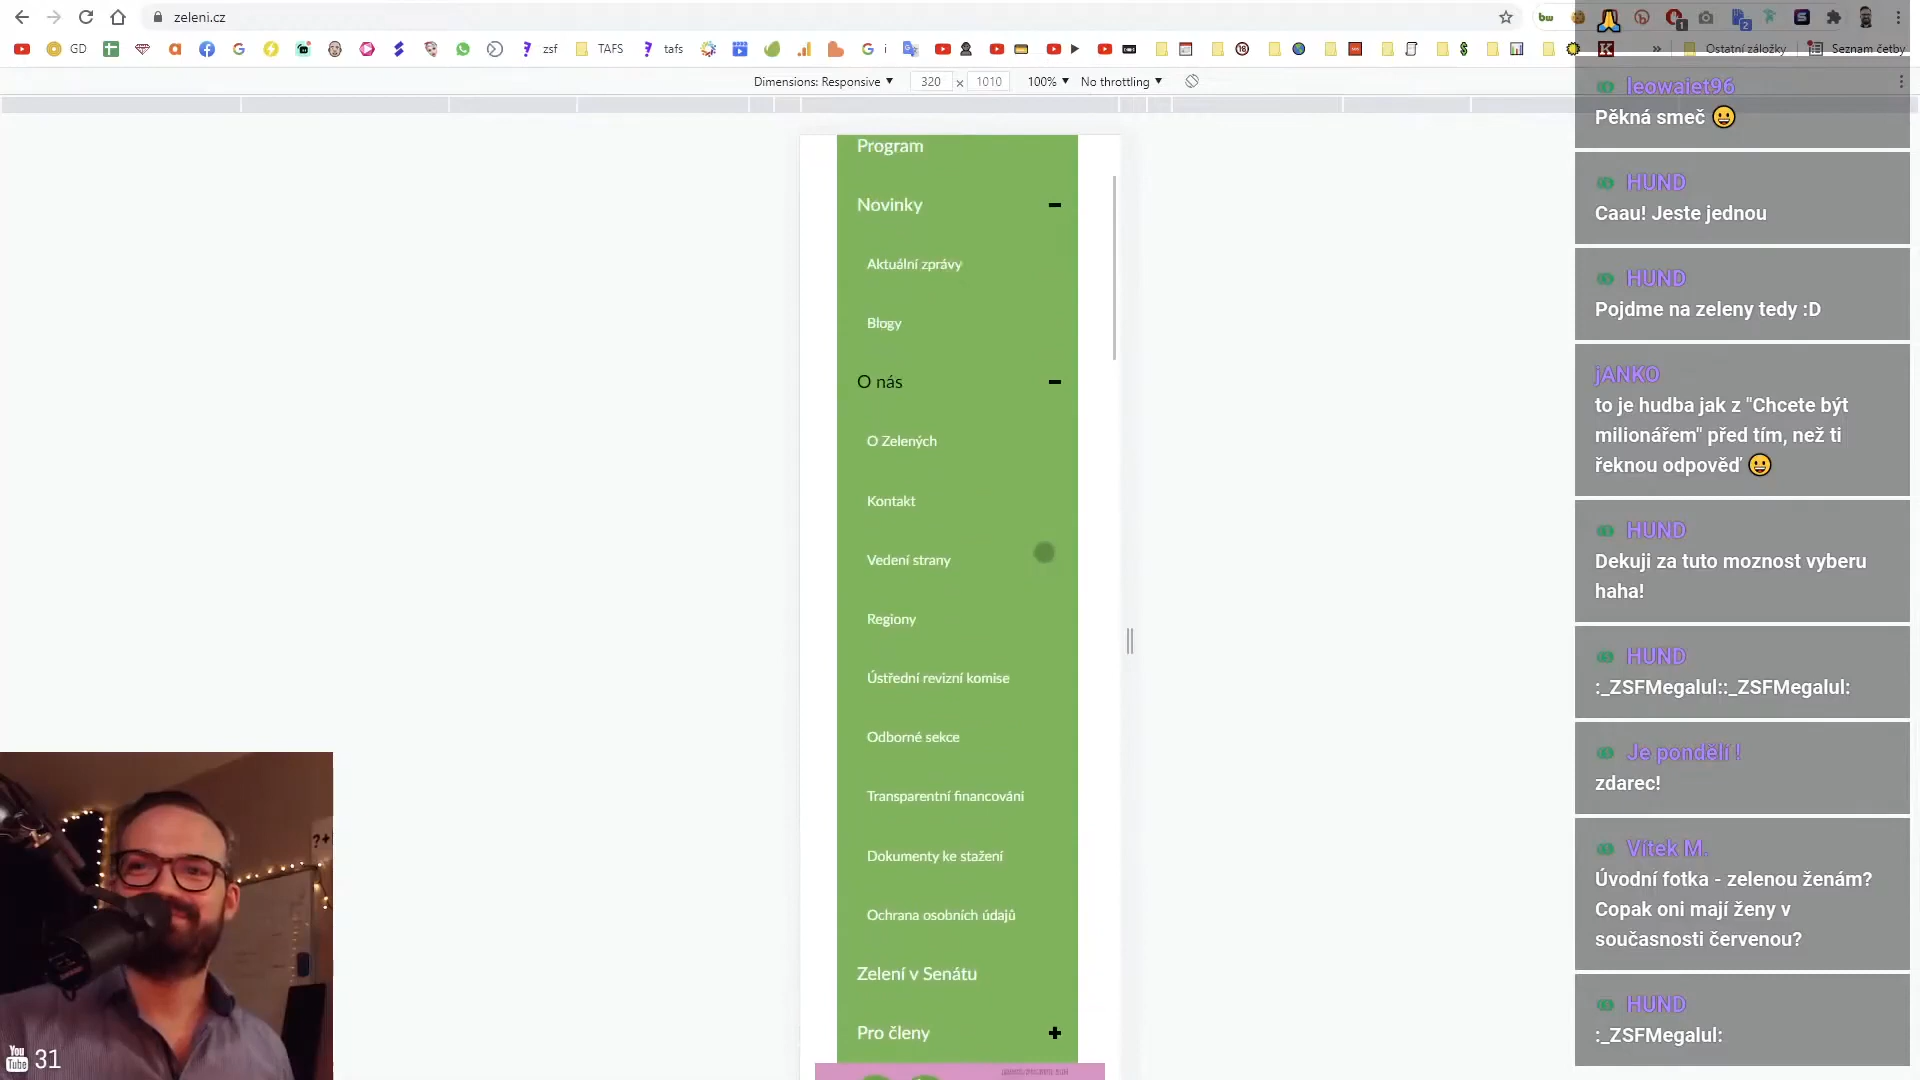 zeleni.cz
GD
zsf
TAFS
tafs
G i
Ostatní záložky
Seznam četby
Dimensions: Responsive
320 x 1010
100%
No throttling
Program
Novinky
Aktuální zprávy
Blogy
O nás
O Zelených
Kontakt
Vedení strany
Regiony
Ústřední revizní komise
Odborné sekce
Transparentní financováni
Dokumenty ke stažení
Ochrana osobních údajů
Zelení v Senátu
Pro členy
leowaiet96
Pěkná smeč 😀
HUND
Caau! Jeste jednou
HUND
Pojdme na zeleny tedy :D
jANKO
to je hudba jak z "Chcete být
milionářem" před tím, než ti
řeknou odpověď 😀
HUND
Dekuji za tuto moznost vyberu
haha!
HUND
:_ZSFMegalul::_ZSFMegalul:
Je pondělí !
zdarec!
Vítek M.
Úvodní fotka - zelenou ženám?
Copak oni mají ženy v
současnosti červenou?
HUND
:_ZSFMegalul:
You
Tube 31